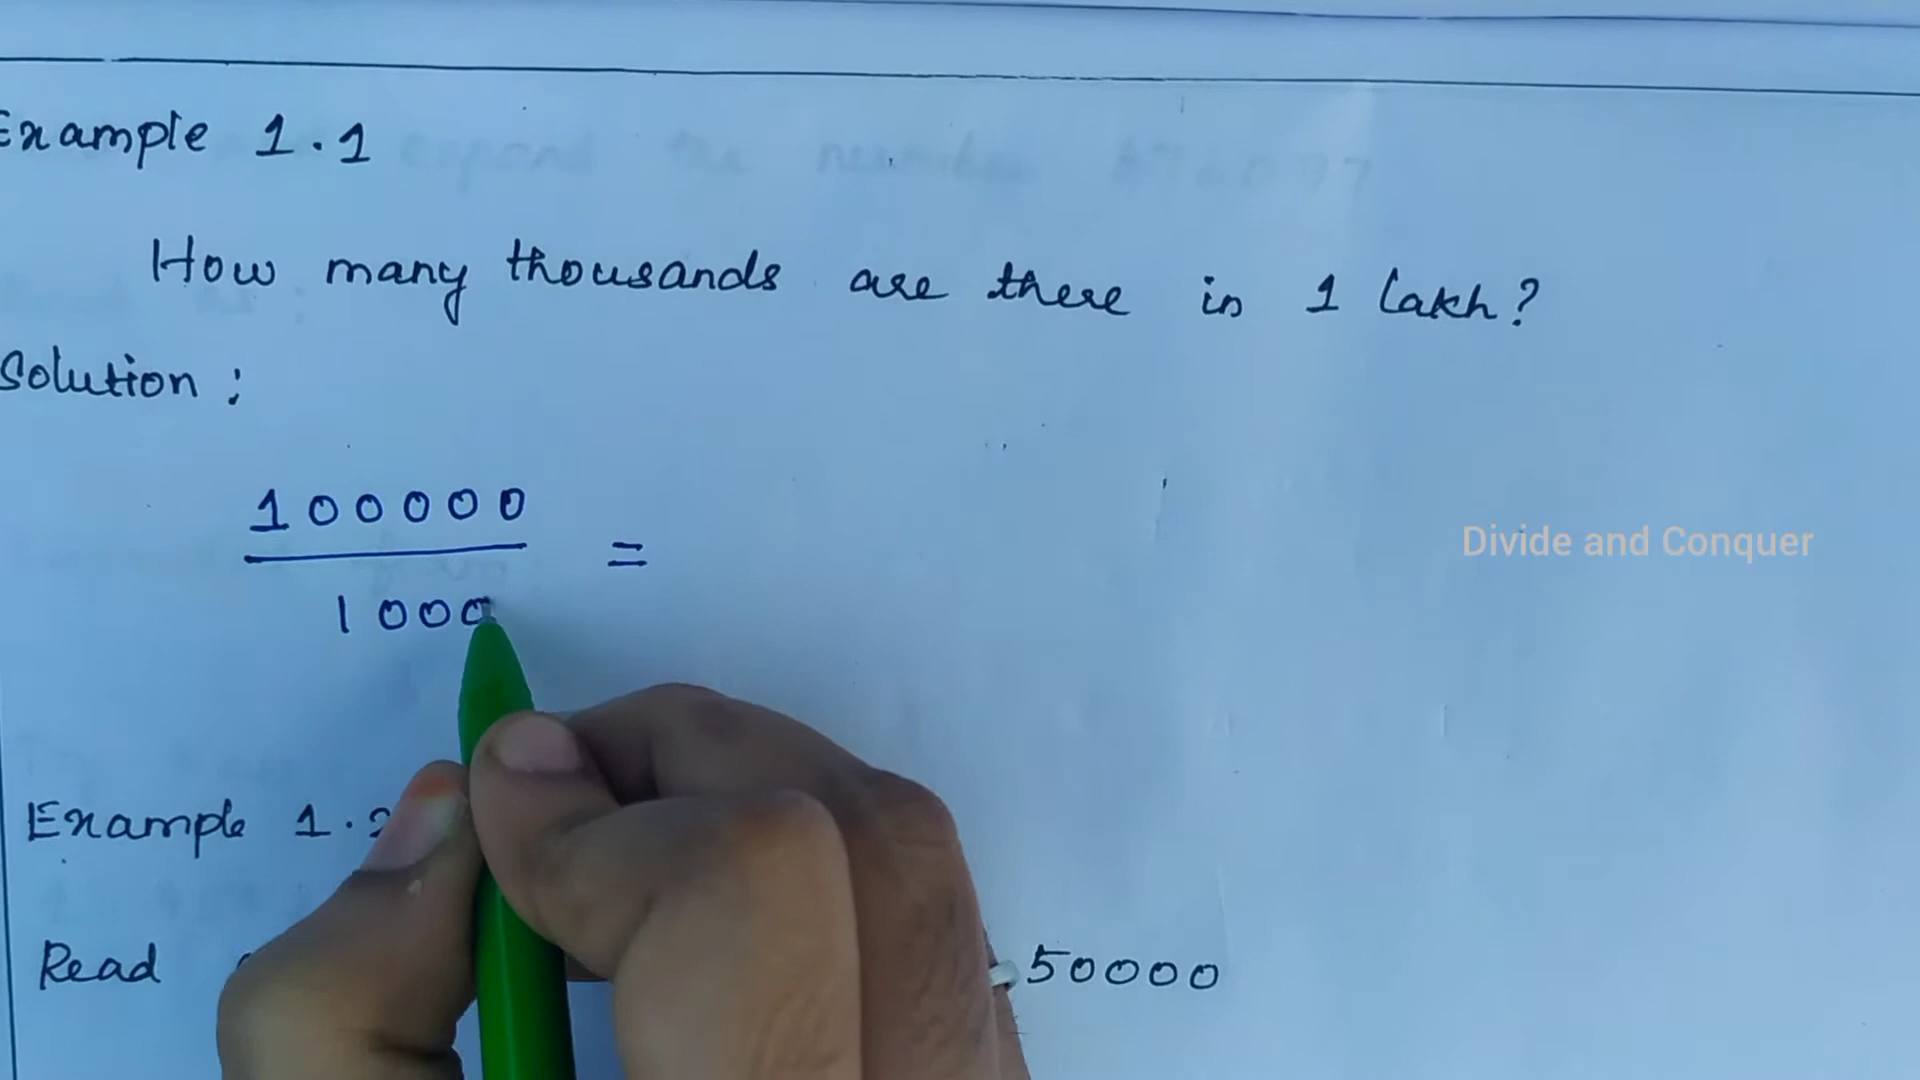 Example 1.1
How many thousands are there in 1 lakh?
Solution :
100000
1000
=
Divide and Conquer
Example 1.2
Read 50000